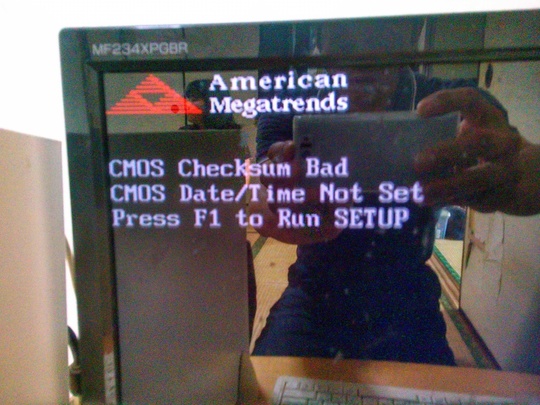 MF234XPGBR
American
Megatrends
CMOS Checksum Bad
CMOS Date/Time Not Set
Press F1 to Run SETUP